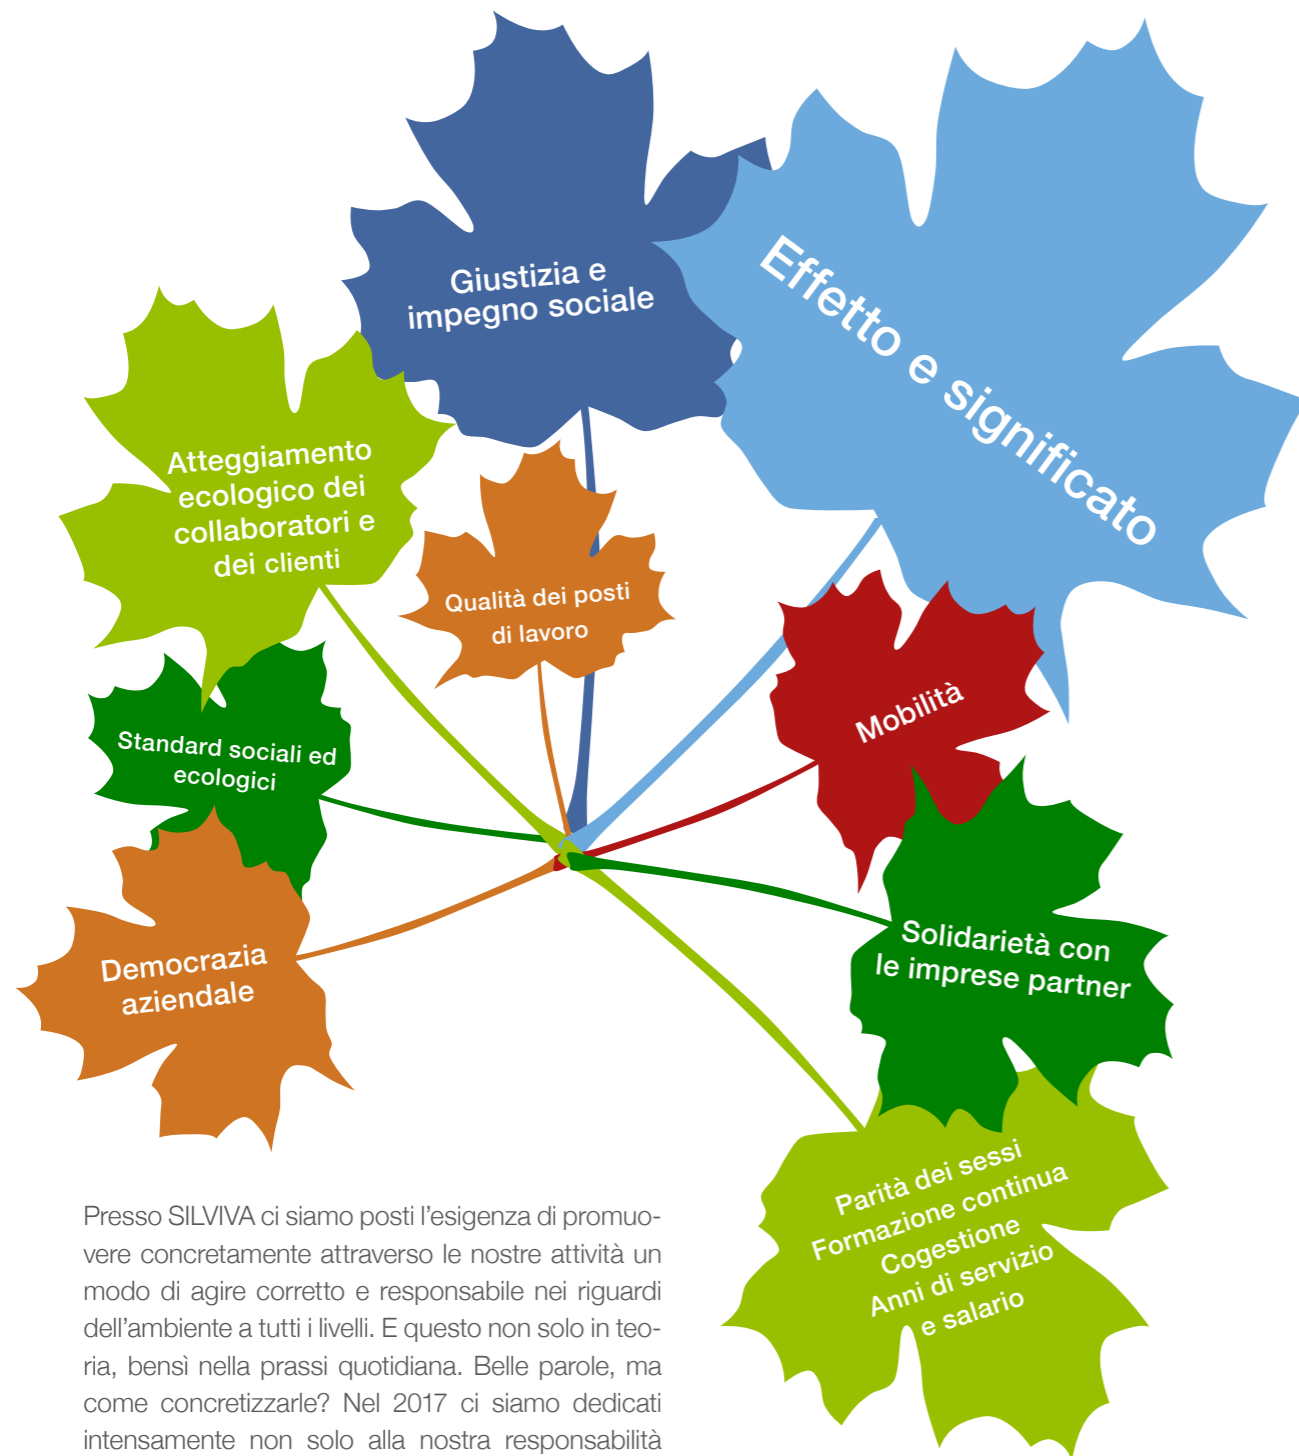 Giustizia e
impegno sociale
Effetto e significato
Atteggiamento
ecologico dei
collaboratori e
dei clienti
Qualità dei posti
di lavoro
Mobilità
Standard sociali ed
ecologici
Democrazia
aziendale
Solidarietà con
le imprese partner
Parità dei sessi
Formazione continua
Cogestione
Anni di servizio
e salario
Presso SILVIVA ci siamo posti l'esigenza di promuo-
vere concretamente attraverso le nostre attività un
modo di agire corretto e responsabile nei riguardi
dell'ambiente a tutti i livelli. E questo non solo in teo-
ria, bensì nella prassi quotidiana. Belle parole, ma
come concretizzarle? Nel 2017 ci siamo dedicati
intensamente non solo alla nostra responsabilità